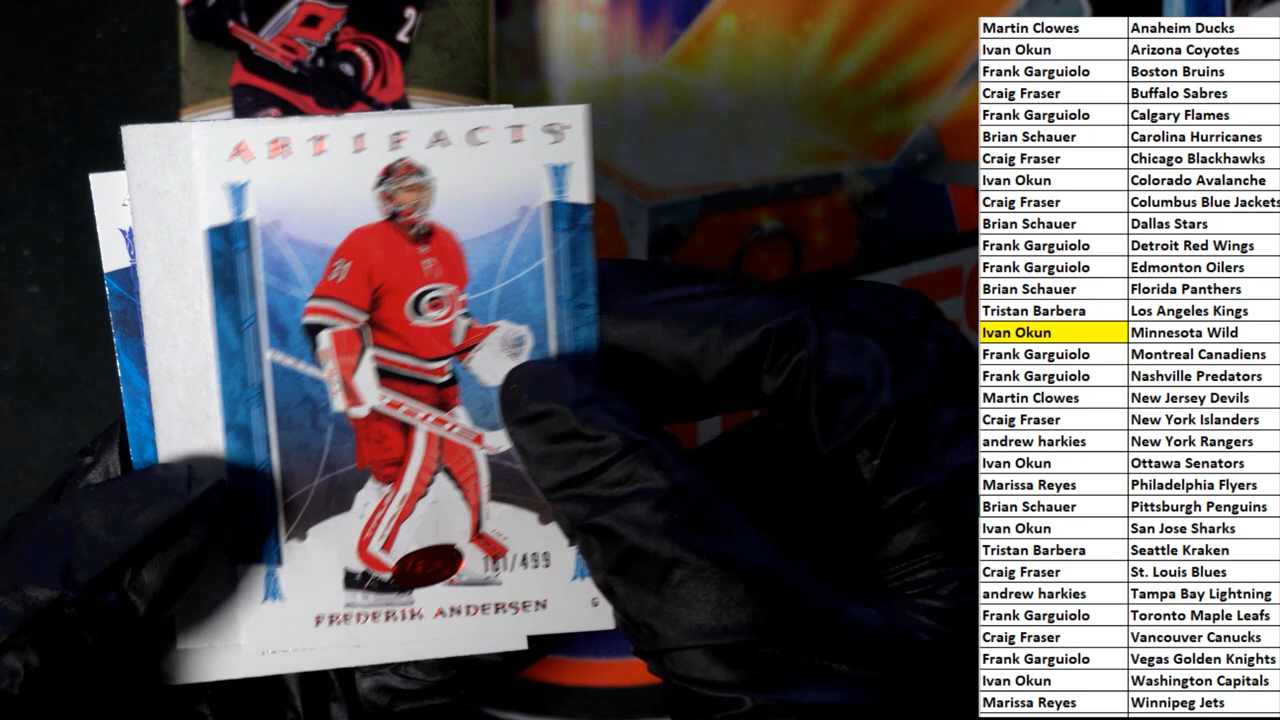 2
ARTIFACTS
31
/499
FREDERIK ANDERSEN
G
Martin Clowes Anaheim Ducks
Ivan Okun Arizona Coyotes
Frank Garguiolo Boston Bruins
Craig Fraser Buffalo Sabres
Frank Garguiolo Calgary Flames
Brian Schauer Carolina Hurricanes
Craig Fraser Chicago Blackhawks
Ivan Okun Colorado Avalanche
Craig Fraser Columbus Blue Jackets
Brian Schauer Dallas Stars
Frank Garguiolo Detroit Red Wings
Frank Garguiolo Edmonton Oilers
Brian Schauer Florida Panthers
Tristan Barbera Los Angeles Kings
Ivan Okun Minnesota Wild
Frank Garguiolo Montreal Canadiens
Frank Garguiolo Nashville Predators
Martin Clowes New Jersey Devils
Craig Fraser New York Islanders
andrew harkies New York Rangers
Ivan Okun Ottawa Senators
Marissa Reyes Philadelphia Flyers
Brian Schauer Pittsburgh Penguins
Ivan Okun San Jose Sharks
Tristan Barbera Seattle Kraken
Craig Fraser St. Louis Blues
andrew harkies Tampa Bay Lightning
Frank Garguiolo Toronto Maple Leafs
Craig Fraser Vancouver Canucks
Frank Garguiolo Vegas Golden Knights
Ivan Okun Washington Capitals
Marissa Reyes Winnipeg Jets